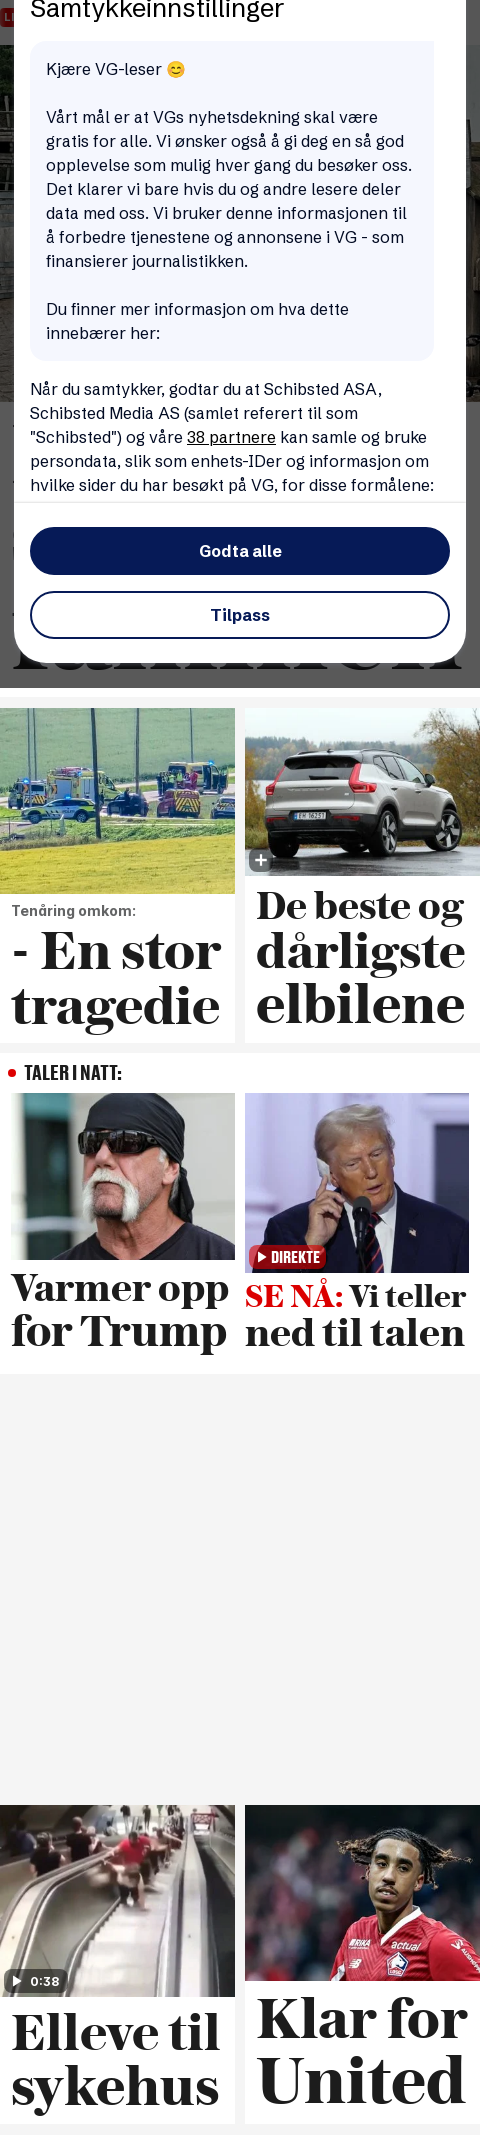 Samtykkeinnstillinger
Kjære VG-leser 😊
Vårt mål er at VGs nyhetsdekning skal være
gratis for alle. Vi ønsker også å gi deg en så god
opplevelse som mulig hver gang du besøker oss.
Det klarer vi bare hvis du og andre lesere deler
data med oss. Vi bruker denne informasjonen til
å forbedre tjenestene og annonsene i VG - som
finansierer journalistikken.
Du finner mer informasjon om hva dette
innebærer her:
Når du samtykker, godtar du at Schibsted ASA,
Schibsted Media AS (samlet referert til som
"Schibsted") og våre 38 partnere kan samle og bruke
persondata, slik som enhets-IDer og informasjon om
hvilke sider du har besøkt på VG, for disse formålene:
Godta alle
Tilpass
Tenåring omkom:
- En stor
tragedie
De beste og
dårligste
elbilene
TALER I NATT:
Varmer opp
for Trump
DIREKTE
SE NÅ: Vi teller
ned til talen
0:38
Elleve til
sykehus
actual
Klar for
United